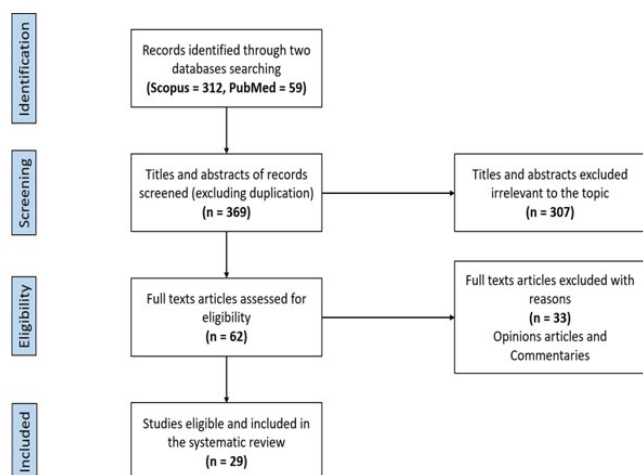 Identification
Records identified through two
databases searching
(Scopus = 312, PubMed = 59)
Screening
Titles and abstracts of records
screened (excluding duplication)
(n = 369)
Titles and abstracts excluded
irrelevant to the topic
(n = 307)
Eligibility
Full texts articles assessed for
eligibility
(n = 62)
Full texts articles excluded with
reasons
(n = 33)
Opinions articles and
Commentaries
Included
Studies eligible and included in
the systematic review
(n = 29)